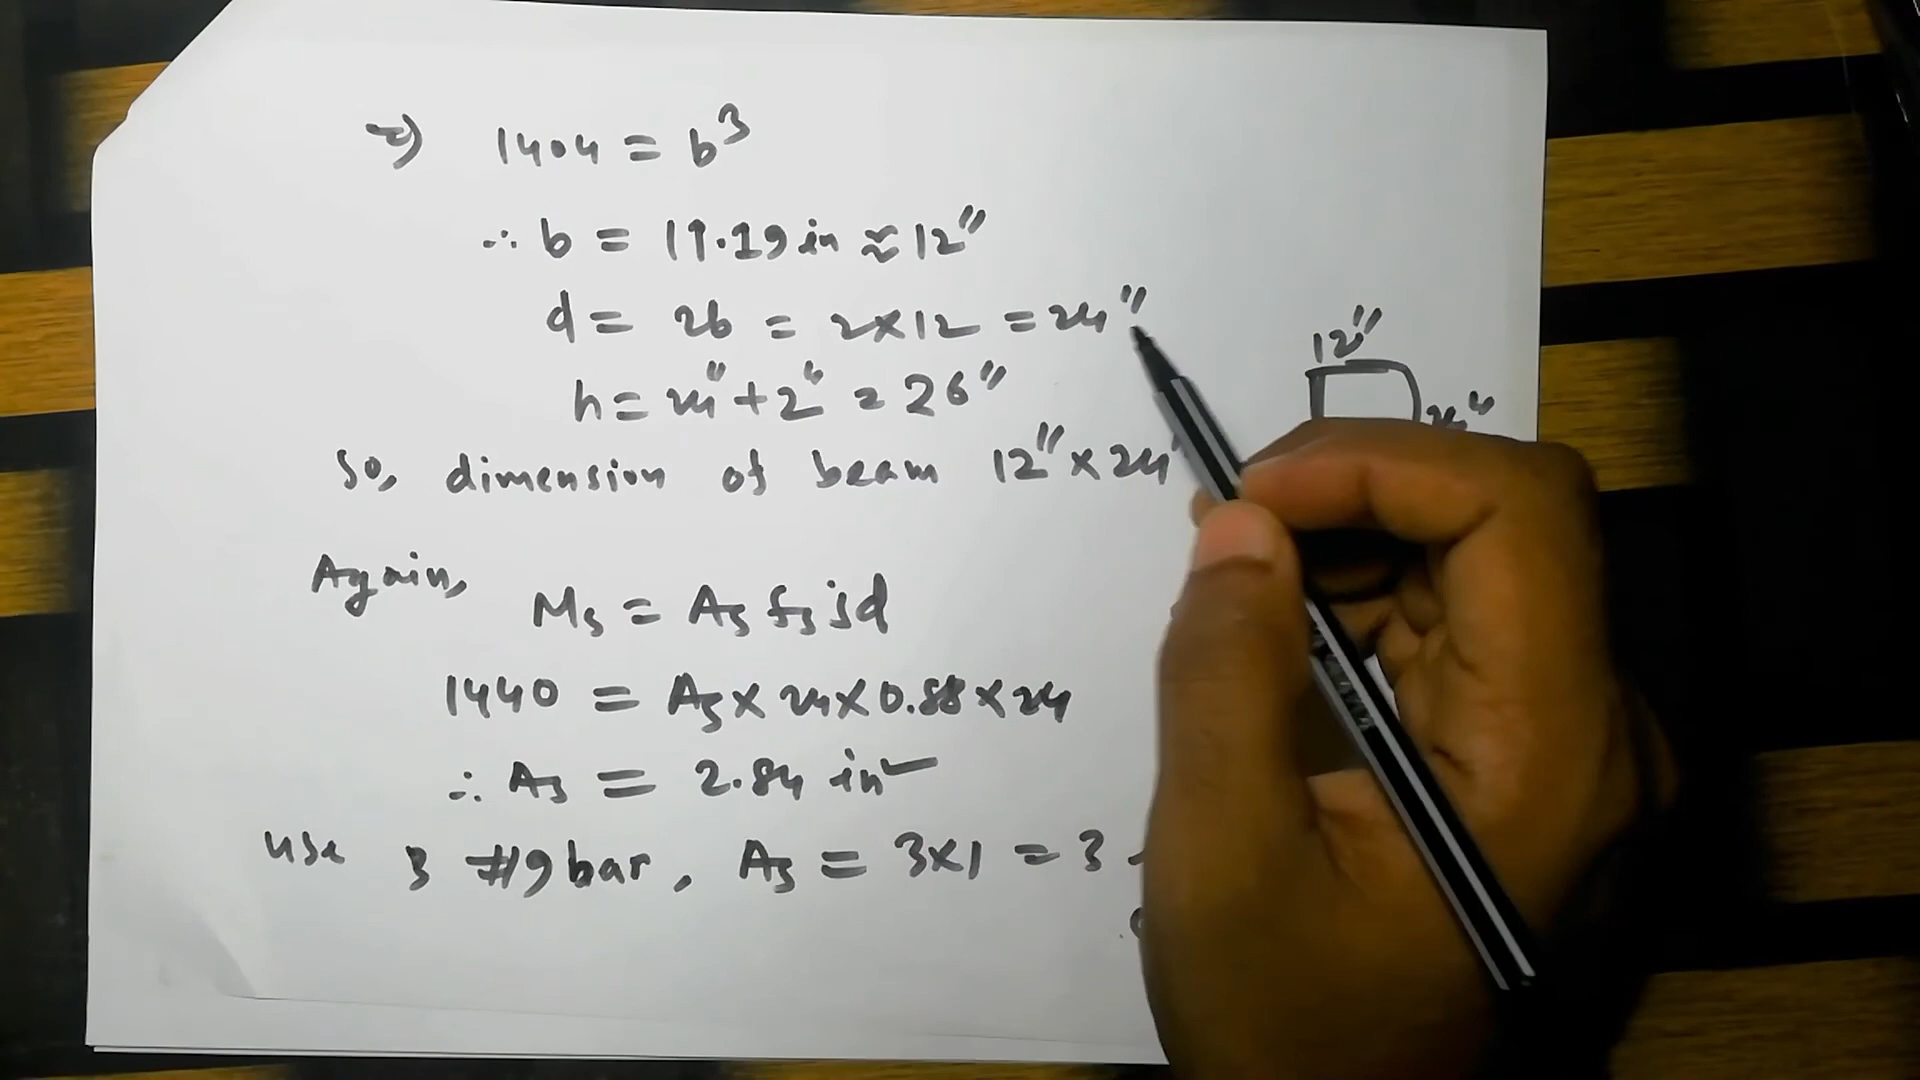 ⇒) 1404 = b³
∴ b = 11.19 in ≈ 12"
d = 2b = 2×12 = 24"
h = 24" + 2" = 26"
12"
So, dimension of beam 12" × 24"
Again,
Ms = As fs jd
1440 = As × 24 × 0.88 × 24
∴ As = 2.84 in²
use 3 #9 bar, As = 3×1 = 3